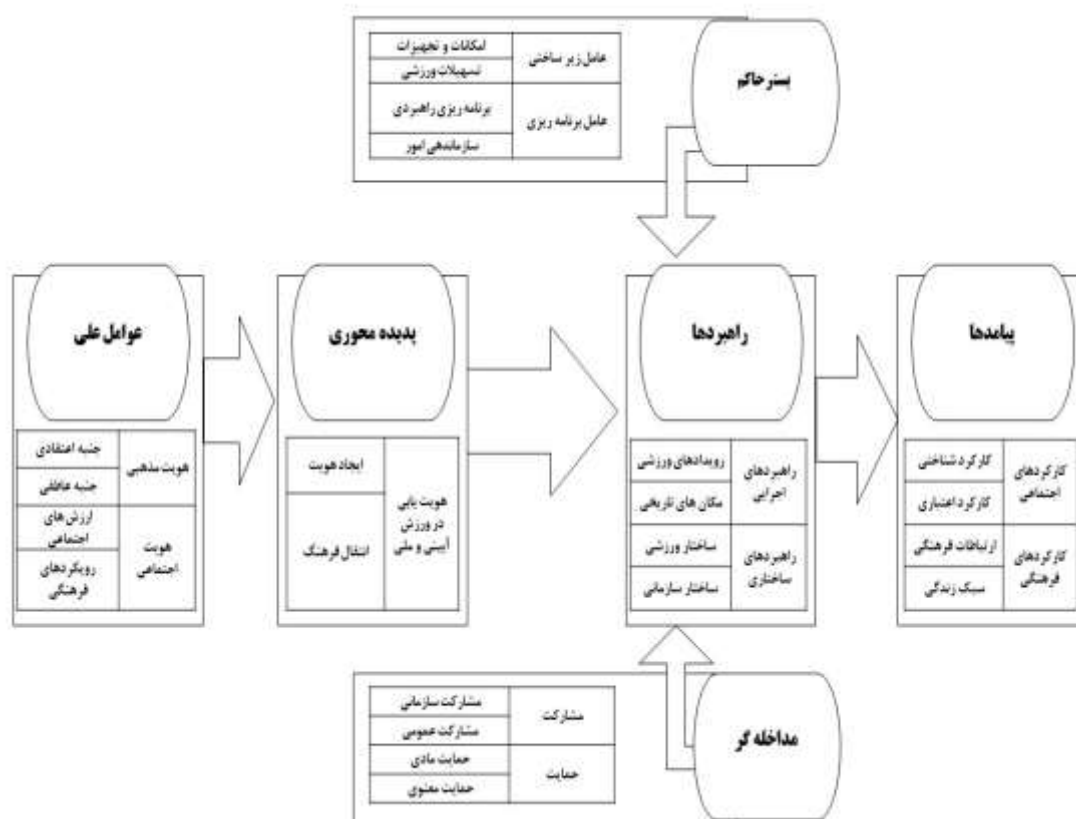 بستر حاکم
عامل زیر ساختی
امکانات و تجهیزات
تسهیلات ورزشی
عامل برنامه ریزی
برنامه ریزی راهبردی
سازماندهی امور
عوامل علی
هویت مذهبی
جنبه اعتقادی
جنبه عاطفی
هویت
اجتماعی
ارزش های
اجتماعی
رویکردهای
فرهنگی
پدیده محوری
هویت یابی
در ورزش
آیینی و ملی
ایجاد هویت
انتقال فرهنگ
راهبردها
راهبردهای
اجرایی
رویدادهای ورزشی
مکان های تاریخی
راهبردهای
ساختاری
ساختار ورزشی
ساختار سازمانی
پیامدها
کارکردهای
اجتماعی
کارکرد شناختی
کارکرد اعتباری
کارکردهای
فرهنگی
ارتباطات فرهنگی
سبک زندگی
مداخله گر
مشارکت
مشارکت سازمانی
مشارکت عمومی
حمایت
حمایت مادی
حمایت معنوی